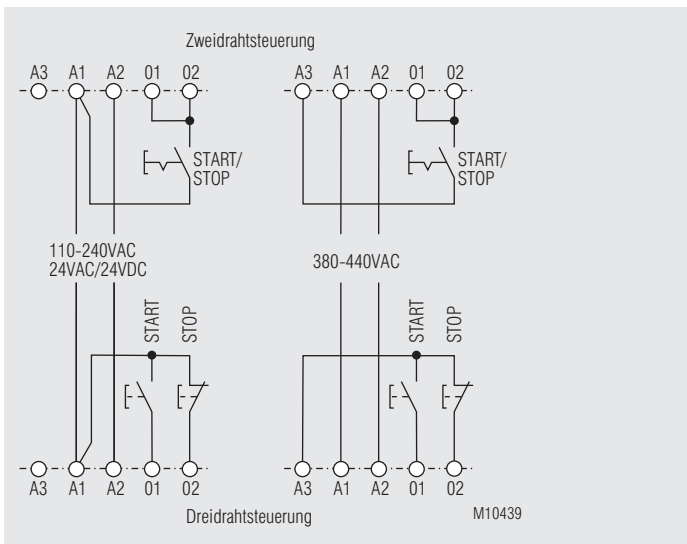 Zweidrahtsteuerung
A3 A1 A2 01 02 A3 A1 A2 01 02
START/
STOP
START/
STOP
110-240VAC
24VAC/24VDC
380-440VAC
START STOP START STOP
A3 A1 A2 01 02 A3 A1 A2 01 02
Dreidrahtsteuerung
M10439